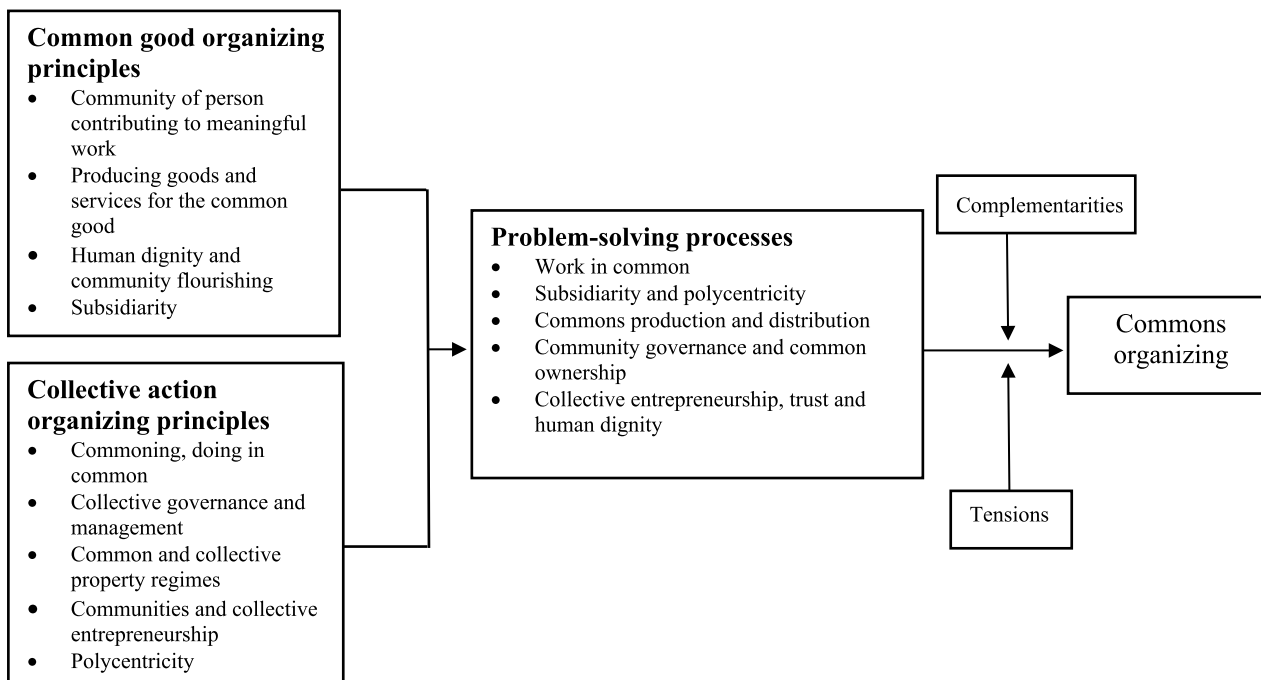 Common good organizing
principles
• Community of person
contributing to meaningful
work
• Producing goods and
services for the common
good
• Human dignity and
community flourishing
• Subsidiarity
Collective action
organizing principles
• Commoning, doing in
common
• Collective governance and
management
• Common and collective
property regimes
• Communities and collective
entrepreneurship
• Polycentricity
Problem-solving processes
• Work in common
• Subsidiarity and polycentricity
• Commons production and distribution
• Community governance and common
ownership
• Collective entrepreneurship, trust and
human dignity
Complementarities
Tensions
Commons
organizing